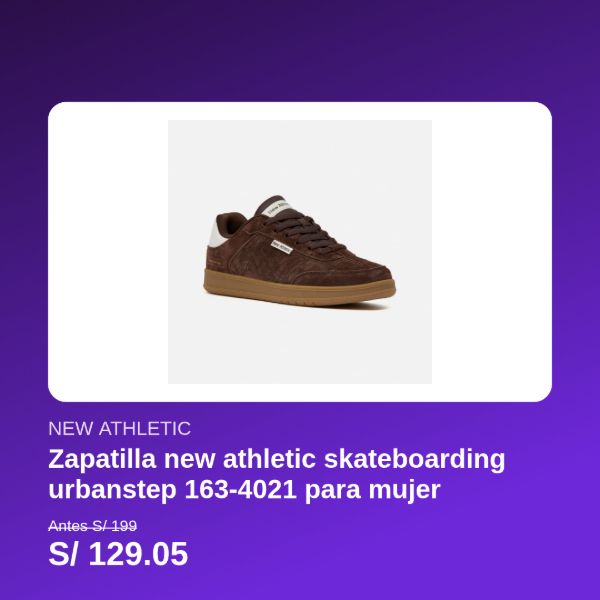 NEW ATHLETIC
Zapatilla new athletic skateboarding
urbanstep 163-4021 para mujer
Antes S/ 199
S/ 129.05